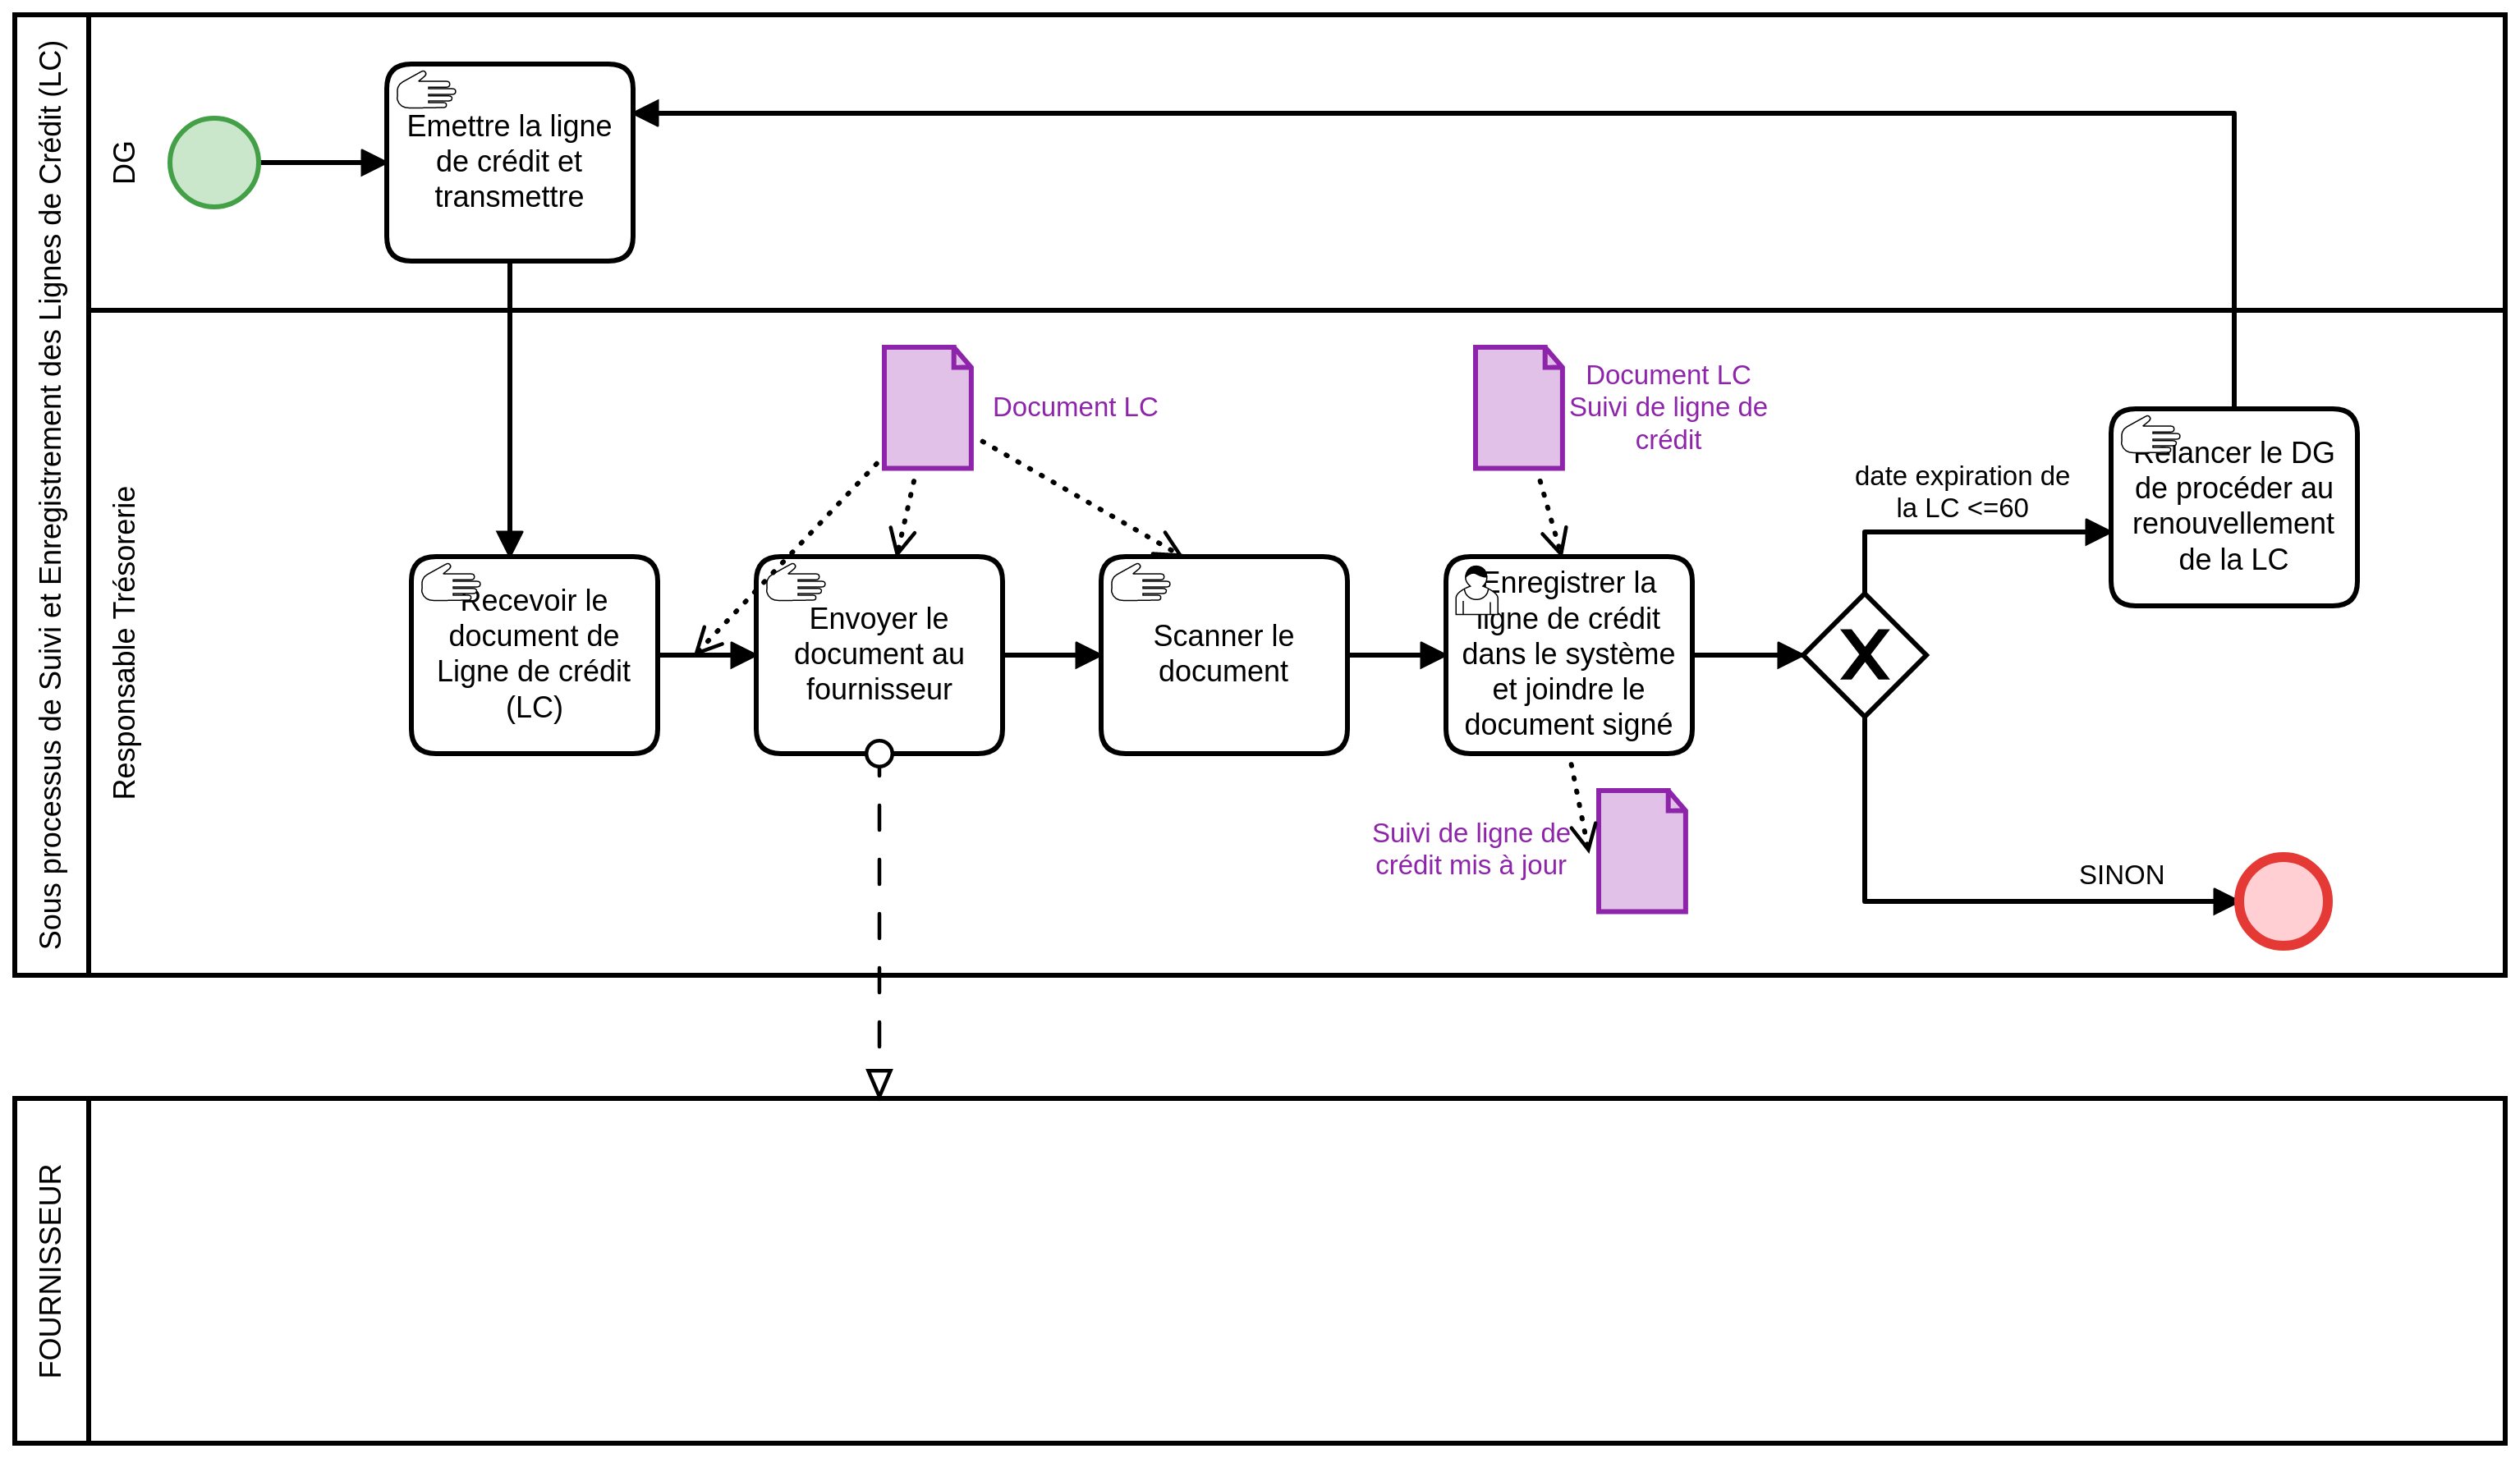 Sous processus de Suivi et Enregistrement des Lignes de Crédit (LC)
DG
Emettre la ligne
de crédit et
transmettre
Responsable Trésorerie
Document LC
Document LC
Suivi de ligne de
crédit
Recevoir le
document de
Ligne de crédit
(LC)
Envoyer le
document au
fournisseur
Scanner le
document
Enregistrer la
ligne de crédit
dans le système
et joindre le
document signé
Suivi de ligne de
crédit mis à jour
X
date expiration de
la LC <=60
Relancer le DG
de procéder au
renouvellement
de la LC
SINON
FOURNISSEUR